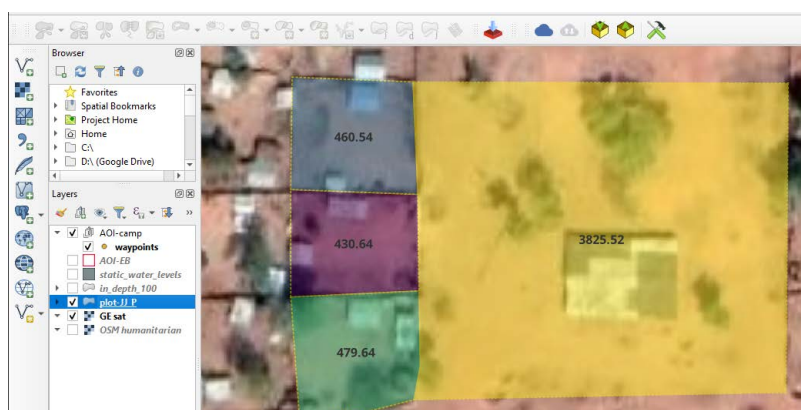 Browser
Favorites
Spatial Bookmarks
Project Home
Home
C:\
D:\ (Google Drive)
Layers
AOI-camp
waypoints
AOI-EB
static_water_levels
in_depth_100
plot-JJ_P
GE sat
OSM humanitarian
460.54
430.64
3825.52
479.64